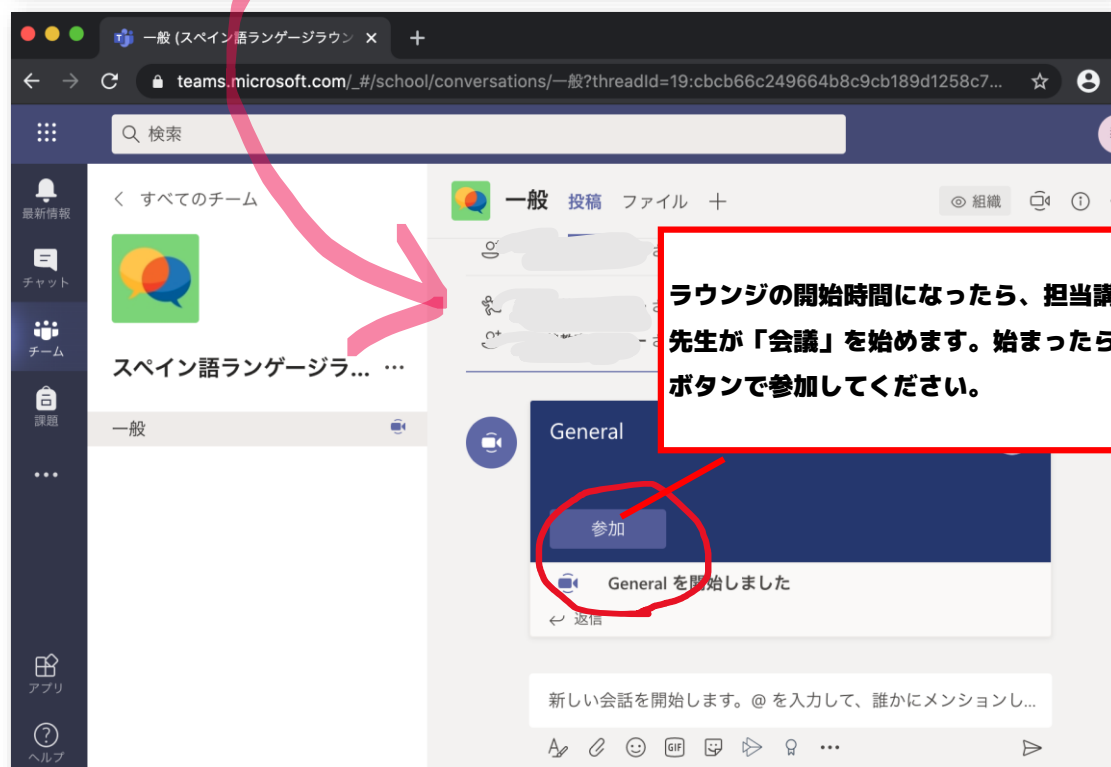 一般 (スペイン語ランゲージラウン
teams.microsoft.com/_#/school/conversations/一般?threadId=19:cbcb66c249664b8c9cb189d1258c7...
検索
最新情報
チャット
チーム
課題
アプリ
ヘルプ
すべてのチーム
スペイン語ランゲージラ... ...
一般
一般 投稿 ファイル +
組織
ラウンジの開始時間になったら、担当講
先生が「会議」を始めます。始まったら
ボタンで参加してください。
General
参加
General を開始しました
返信
新しい会話を開始します。@ を入力して、誰かにメンションし...
GIF